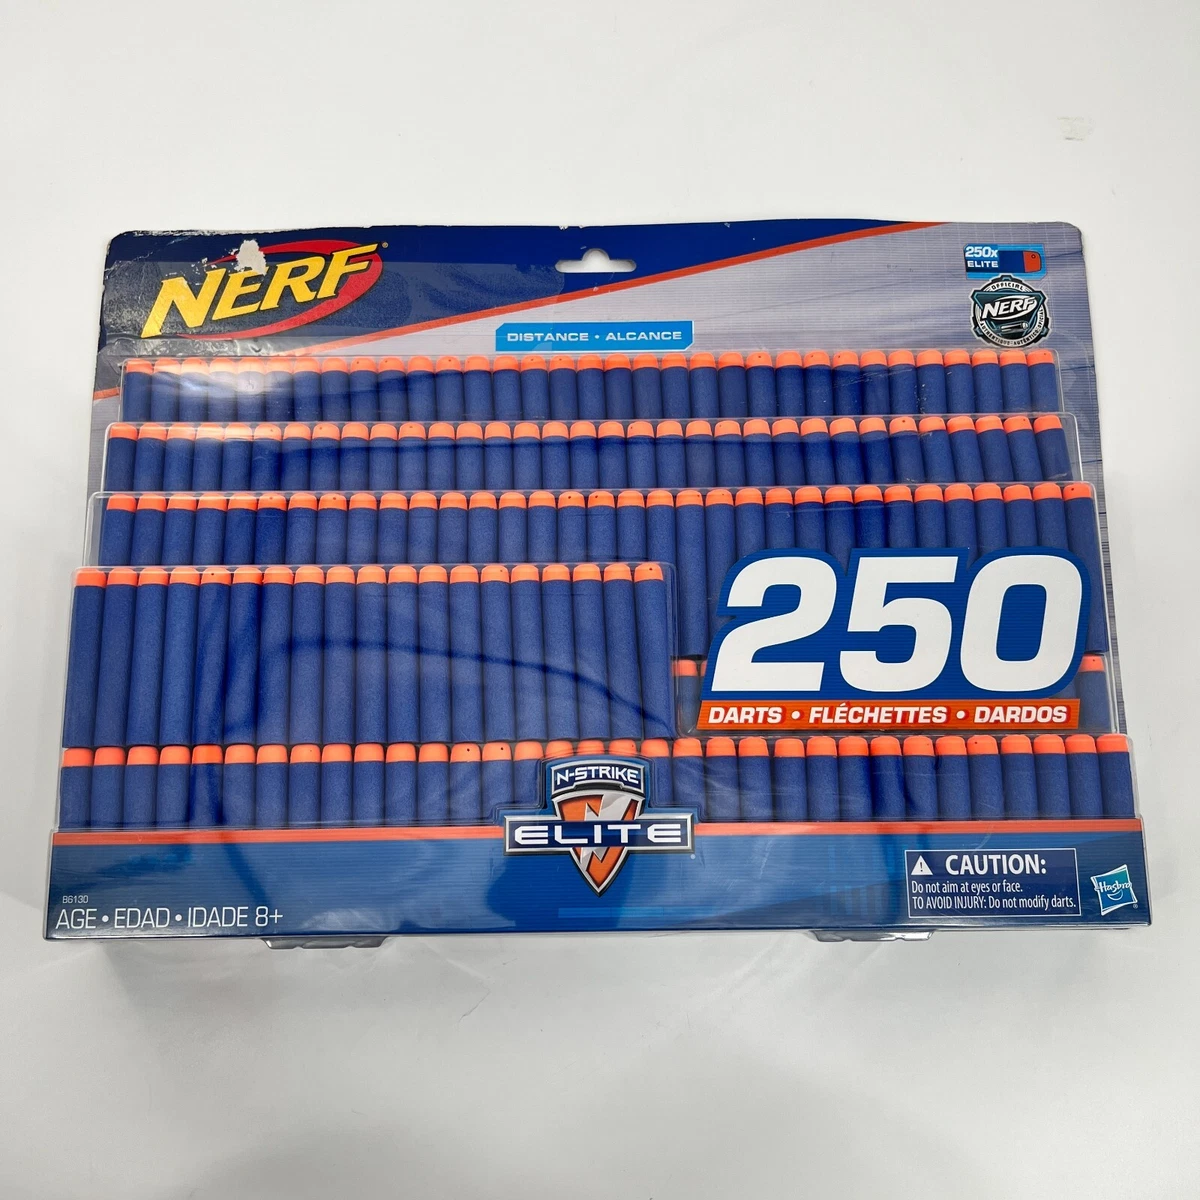 NERF®
250x
ELITE
OFFICIAL
NERF
DISTANCE • ALCANCE
250
DARTS • FLÉCHETTES • DARDOS
N-STRIKE
ELITE
B6130
AGE • EDAD • IDADE 8+
CAUTION:
Do not aim at eyes or face.
TO AVOID INJURY: Do not modify darts.
Hasbro